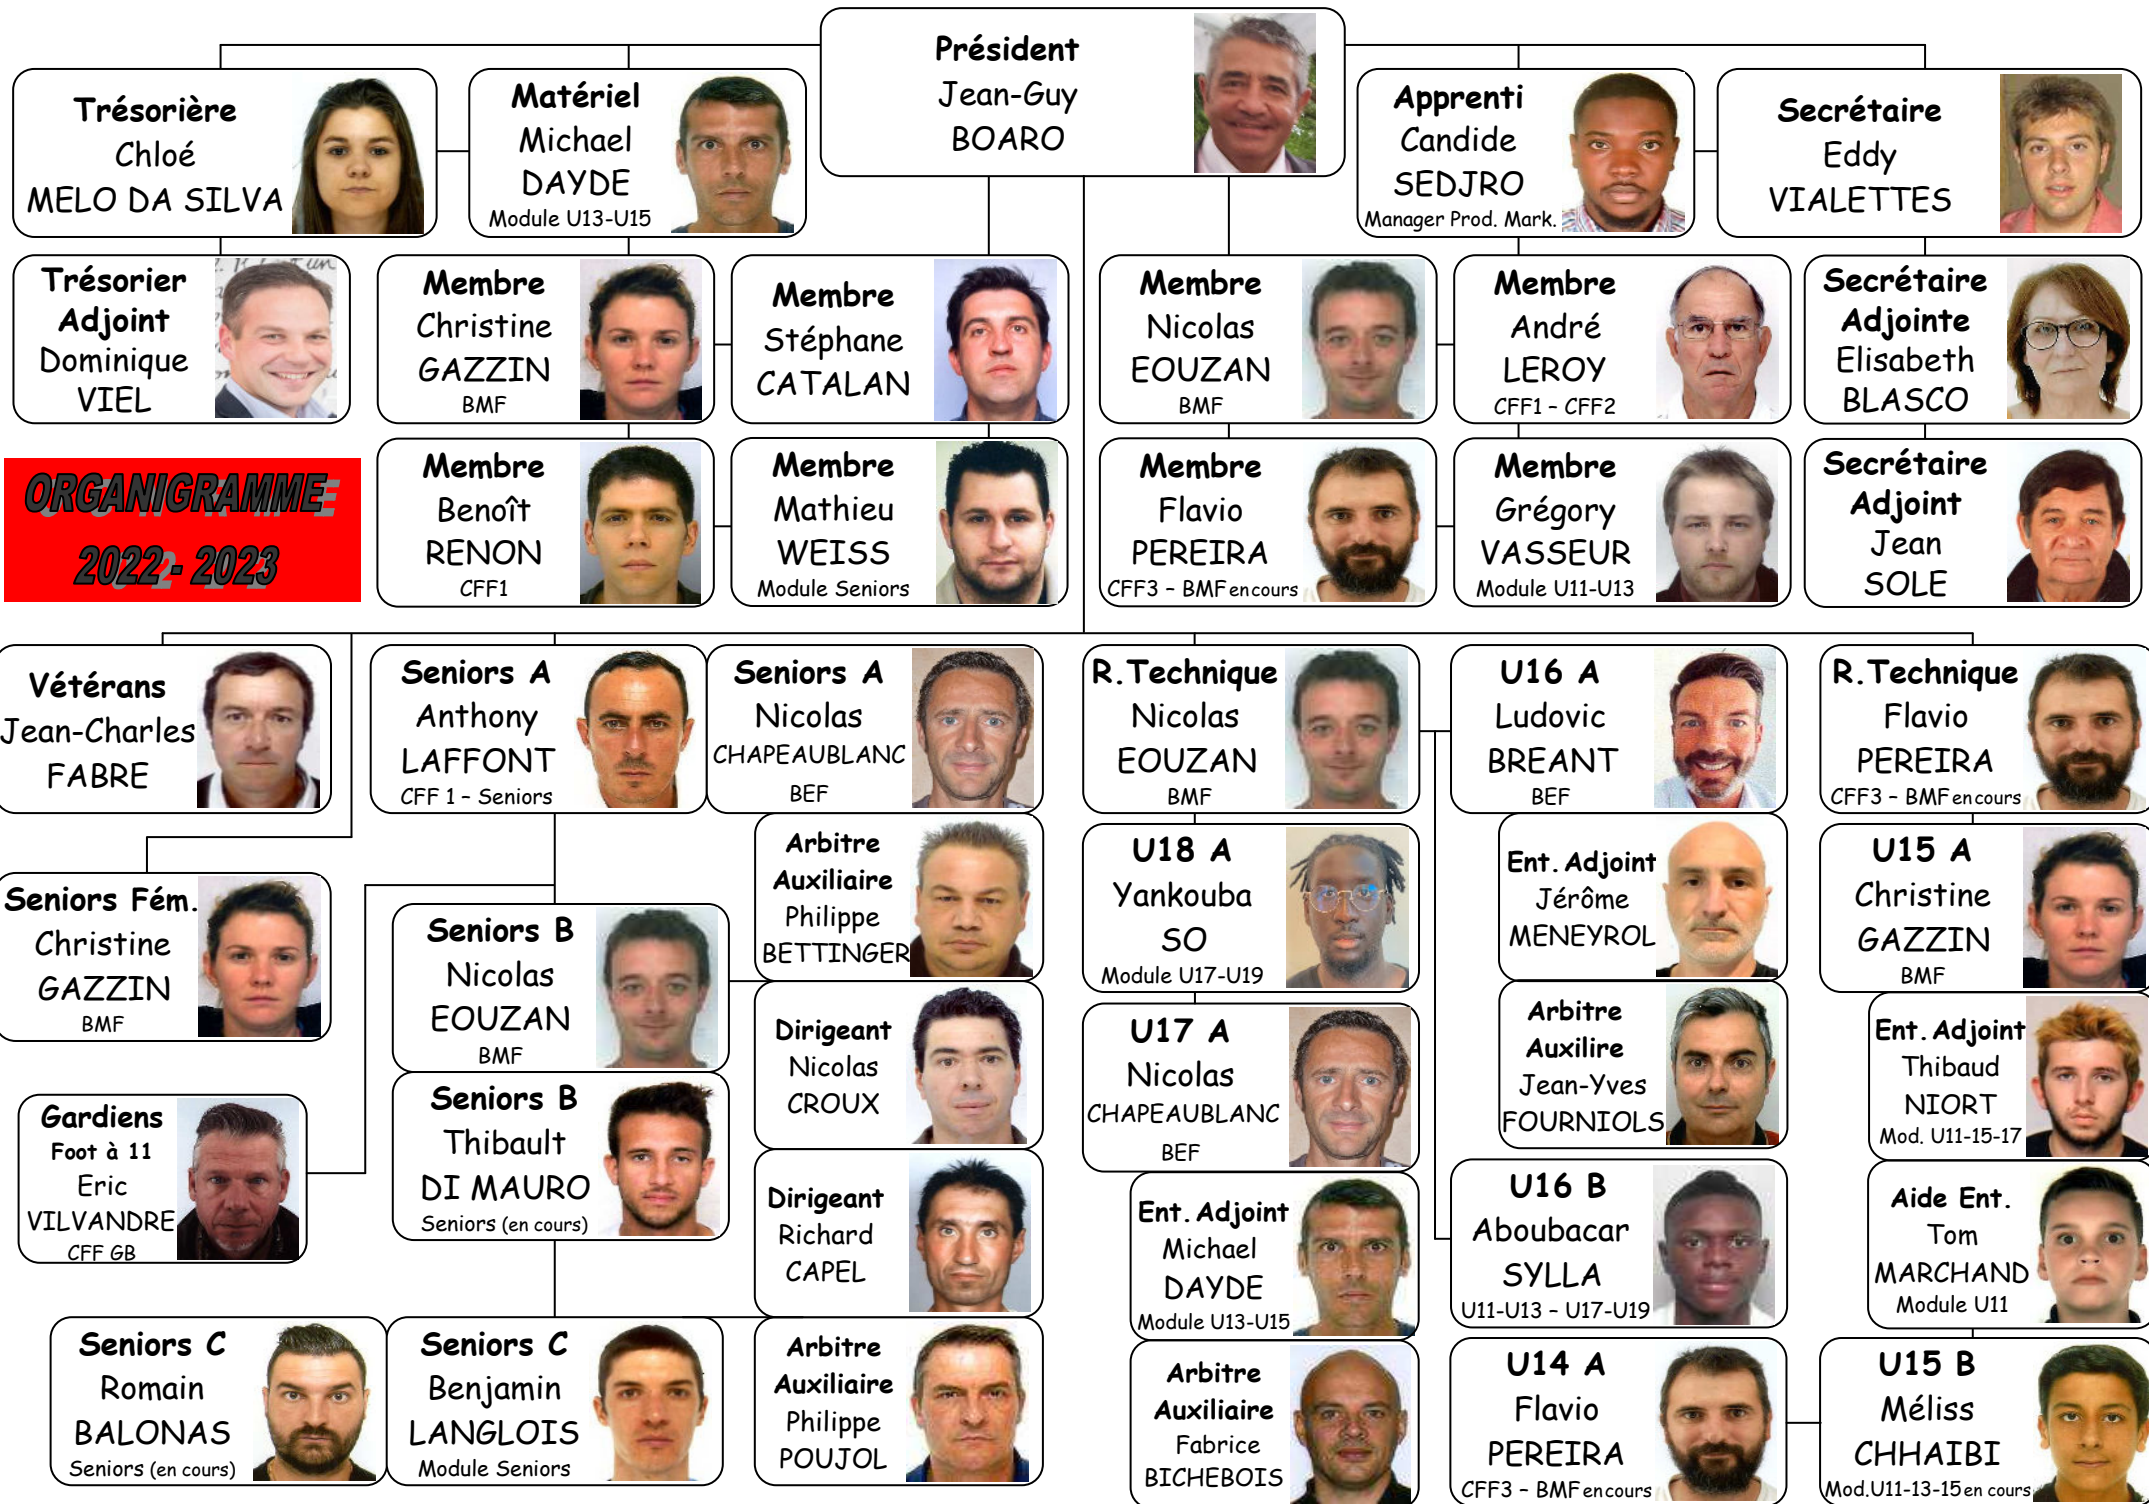 Président
Jean-Guy
BOARO
Trésorière
Chloé
MELO DA SILVA
Matériel
Michael
DAYDE
Module U13-U15
Apprenti
Candide
SEDJRO
Manager Prod. Mark.
Secrétaire
Eddy
VIALETTES
Trésorier
Adjoint
Dominique
VIEL
Membre
Christine
GAZZIN
BMF
Membre
Stéphane
CATALAN
Membre
Nicolas
EOUZAN
BMF
Membre
André
LEROY
CFF1 – CFF2
Secrétaire
Adjointe
Elisabeth
BLASCO
ORGANIGRAMME
2022 - 2023
Membre
Benoît
RENON
CFF1
Membre
Mathieu
WEISS
Module Seniors
Membre
Flavio
PEREIRA
CFF3 – BMF en cours
Membre
Grégory
VASSEUR
Module U11-U13
Secrétaire
Adjoint
Jean
SOLE
Vétérans
Jean-Charles
FABRE
Seniors A
Anthony
LAFFONT
CFF 1 – Seniors
Seniors A
Nicolas
CHAPEAUBLANC
BEF
R.Technique
Nicolas
EOUZAN
BMF
U16 A
Ludovic
BREANT
BEF
R.Technique
Flavio
PEREIRA
CFF3 – BMF en cours
Arbitre
Auxiliaire
Philippe
BETTINGER
U18 A
Yankouba
SO
Module U17-U19
Ent. Adjoint
Jérôme
MENEYROL
U15 A
Christine
GAZZIN
BMF
Seniors Fém.
Christine
GAZZIN
BMF
Seniors B
Nicolas
EOUZAN
BMF
Dirigeant
Nicolas
CROUX
U17 A
Nicolas
CHAPEAUBLANC
BEF
Arbitre
Auxilire
Jean-Yves
FOURNIOLS
Ent. Adjoint
Thibaud
NIORT
Mod. U11-15-17
Gardiens
Foot à 11
Eric
VILVANDRE
CFF GB
Seniors B
Thibault
DI MAURO
Seniors (en cours)
Dirigeant
Richard
CAPEL
Ent. Adjoint
Michael
DAYDE
Module U13-U15
U16 B
Aboubacar
SYLLA
U11-U13 – U17-U19
Aide Ent.
Tom
MARCHAND
Module U11
Seniors C
Romain
BALONAS
Seniors (en cours)
Seniors C
Benjamin
LANGLOIS
Module Seniors
Arbitre
Auxiliaire
Philippe
POUJOL
Arbitre
Auxiliaire
Fabrice
BICHEBOIS
U14 A
Flavio
PEREIRA
CFF3 – BMF en cours
U15 B
Méliss
CHHAIBI
Mod.U11-13-15 en cours